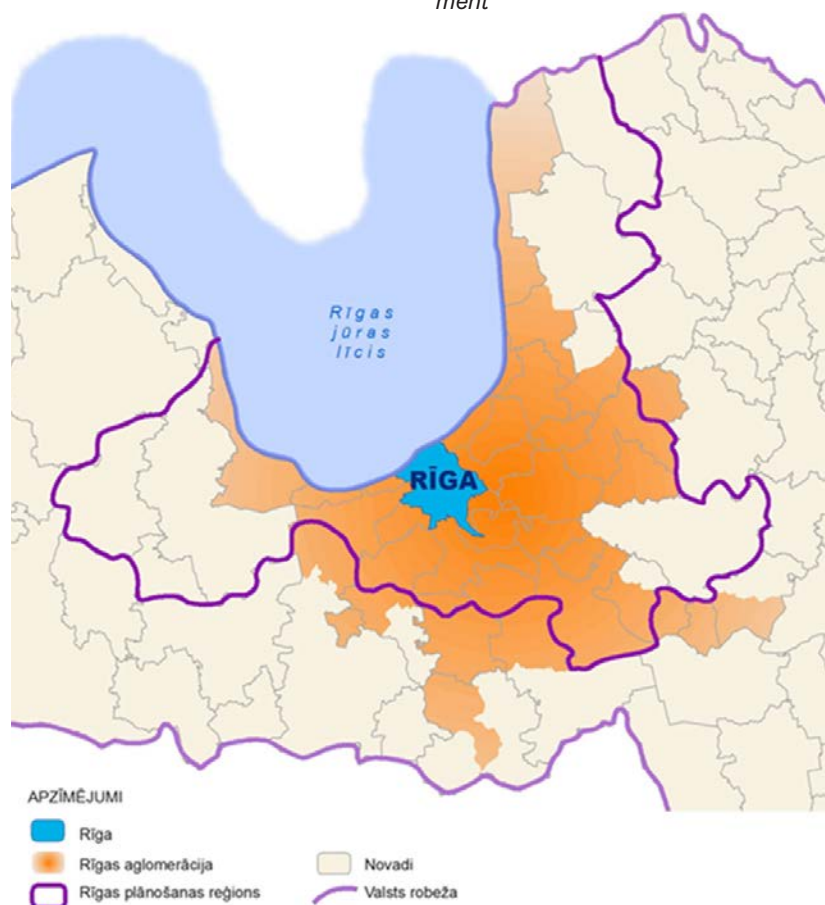 ment
Rīgas
jūras
līcis
RĪGA
APZĪMĒJUMI
Rīga
Rīgas aglomerācija
Novadi
Rīgas plānošanas reģions
Valsts robeža